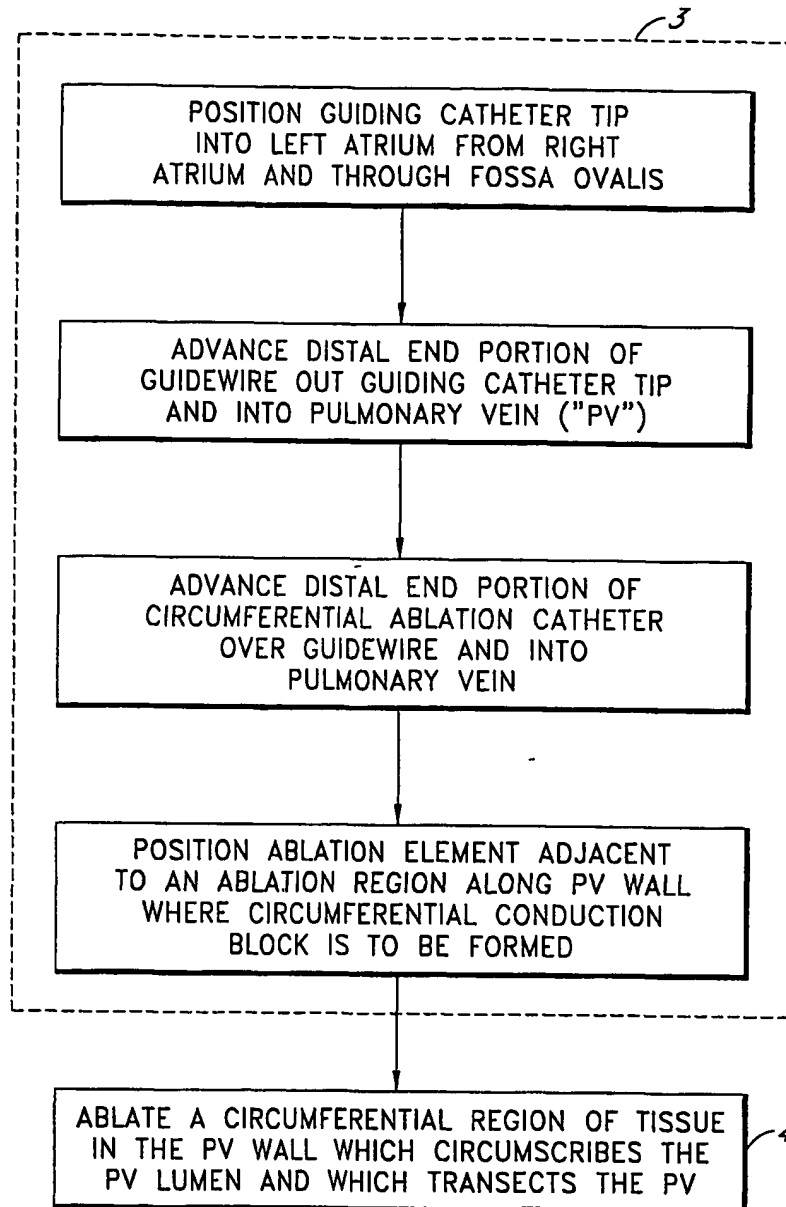 3
POSITION GUIDING CATHETER TIP
INTO LEFT ATRIUM FROM RIGHT
ATRIUM AND THROUGH FOSSA OVALIS
ADVANCE DISTAL END PORTION OF
GUIDEWIRE OUT GUIDING CATHETER TIP
AND INTO PULMONARY VEIN ("PV")
ADVANCE DISTAL END PORTION OF
CIRCUMFERENTIAL ABLATION CATHETER
OVER GUIDEWIRE AND INTO
PULMONARY VEIN
POSITION ABLATION ELEMENT ADJACENT
TO AN ABLATION REGION ALONG PV WALL
WHERE CIRCUMFERENTIAL CONDUCTION
BLOCK IS TO BE FORMED
ABLATE A CIRCUMFERENTIAL REGION OF TISSUE
IN THE PV WALL WHICH CIRCUMSCRIBES THE
PV LUMEN AND WHICH TRANSECTS THE PV
4